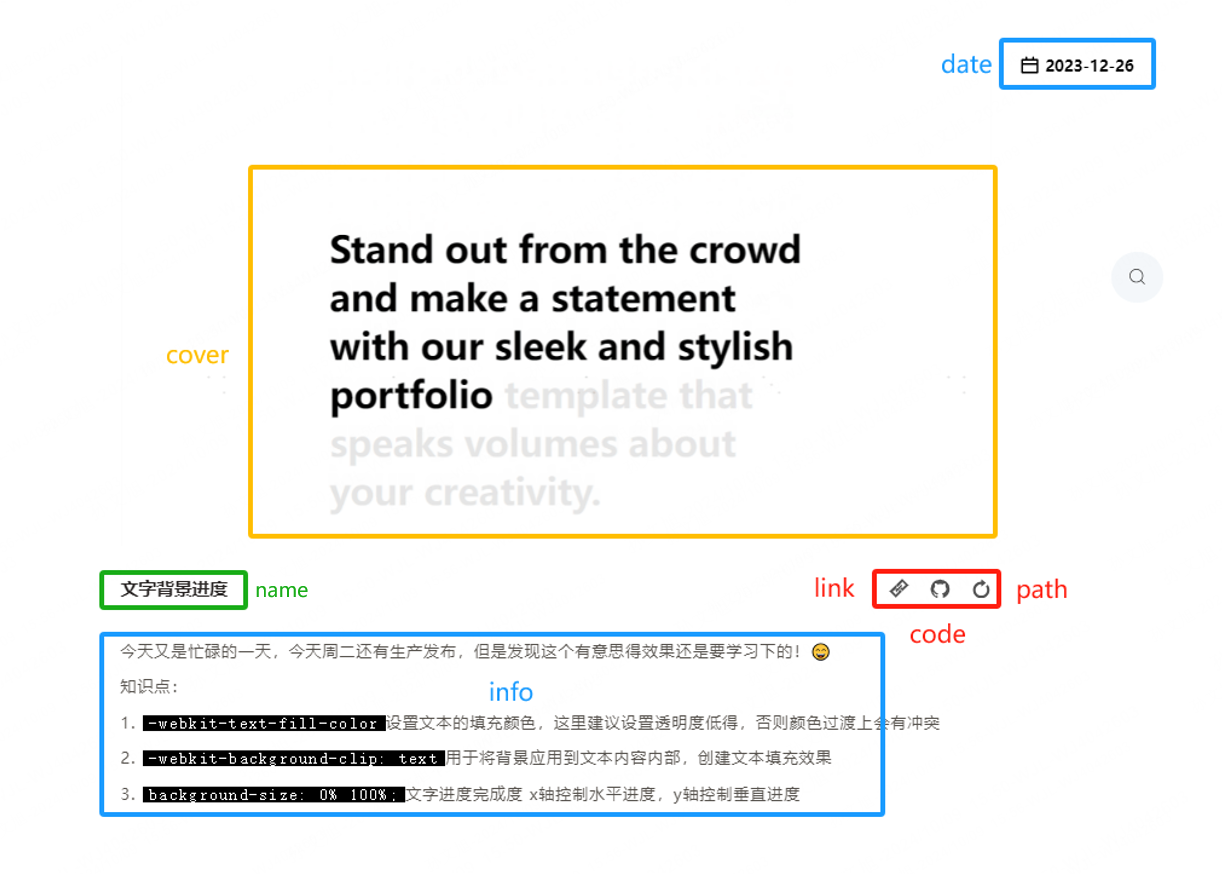 date 2023-12-26
Stand out from the crowd
and make a statement
with our sleek and stylish
cover
portfolio template that
speaks volumes about
your creativity.
文字背景进度 name link path
code
今天又是忙碌的一天，今天周二还有生产发布，但是发现这个有意思得效果还是要学习下的！😄
知识点：
info
1. -webkit-text-fill-color 设置文本的填充颜色，这里建议设置透明度低得，否则颜色过渡上会有冲突
2. -webkit-background-clip: text 用于将背景应用到文本内容内部，创建文本填充效果
3. background-size: 0% 100%; 文字进度完成度 x轴控制水平进度，y轴控制垂直进度